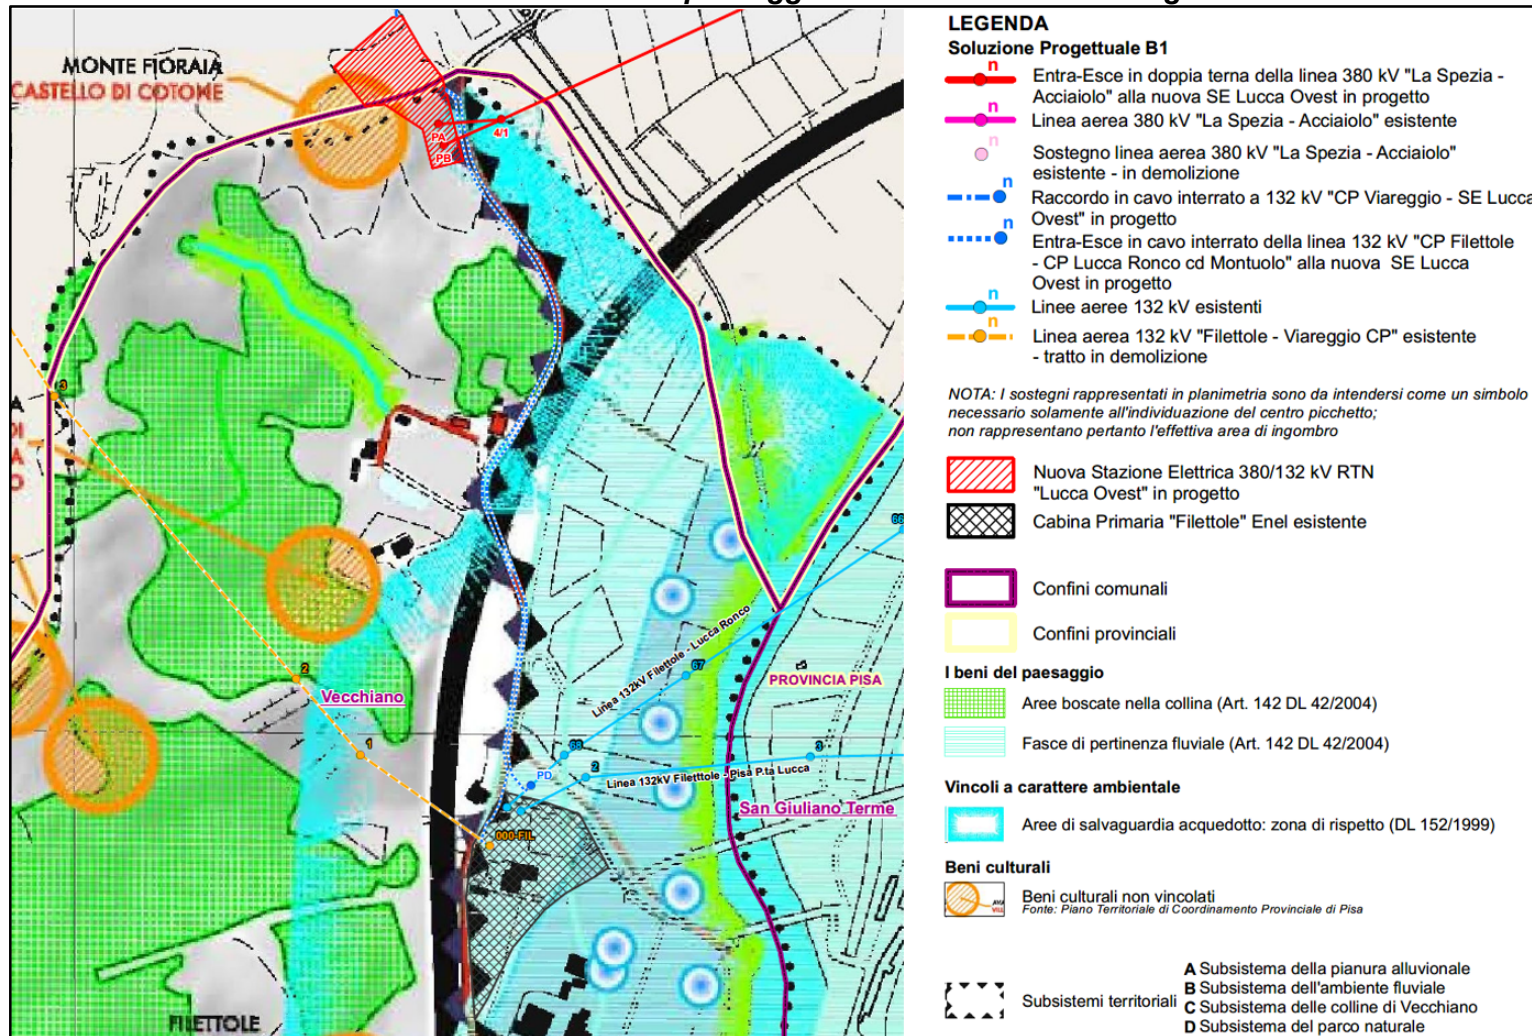 MONTE FIORAIA
CASTELLO DI COTONE
PA
PB
4/1
3
A
DI
A
O
2
Vecchiano
1
000-FIL
PD
68
67
66
2
3
Linea 132kV Filettole - Lucca Ronco
Linea 132kV Filetttole - Pisa P.ta Lucca
PROVINCIA PISA
San Giuliano Terme
FILETTOLE
LEGENDA
Soluzione Progettuale B1
n
Entra-Esce in doppia terna della linea 380 kV "La Spezia -
Acciaiolo" alla nuova SE Lucca Ovest in progetto
n
Linea aerea 380 kV "La Spezia - Acciaiolo" esistente
n
Sostegno linea aerea 380 kV "La Spezia - Acciaiolo"
esistente - in demolizione
n
Raccordo in cavo interrato a 132 kV "CP Viareggio - SE Lucca
Ovest" in progetto
n
Entra-Esce in cavo interrato della linea 132 kV "CP Filettole
- CP Lucca Ronco cd Montuolo" alla nuova SE Lucca
Ovest in progetto
n
Linee aeree 132 kV esistenti
n
Linea aerea 132 kV "Filettole - Viareggio CP" esistente
- tratto in demolizione
NOTA: I sostegni rappresentati in planimetria sono da intendersi come un simbolo
necessario solamente all'individuazione del centro picchetto;
non rappresentano pertanto l'effettiva area di ingombro
Nuova Stazione Elettrica 380/132 kV RTN
"Lucca Ovest" in progetto
Cabina Primaria "Filettole" Enel esistente
Confini comunali
Confini provinciali
I beni del paesaggio
Aree boscate nella collina (Art. 142 DL 42/2004)
Fasce di pertinenza fluviale (Art. 142 DL 42/2004)
Vincoli a carattere ambientale
Aree di salvaguardia acquedotto: zona di rispetto (DL 152/1999)
Beni culturali
Beni culturali non vincolati
Fonte: Piano Territoriale di Coordinamento Provinciale di Pisa
Subsistemi territoriali
A Subsistema della pianura alluvionale
B Subsistema dell'ambiente fluviale
C Subsistema delle colline di Vecchiano
D Subsistema del parco naturale